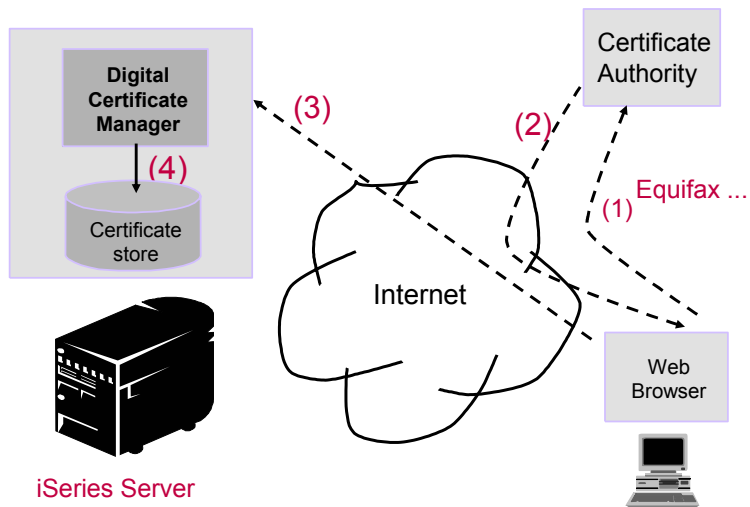 Digital
Certificate
Manager
(4)
Certificate
store
(3)
(2)
Certificate
Authority
(1)
Equifax ...
Internet
Web
Browser
iSeries Server